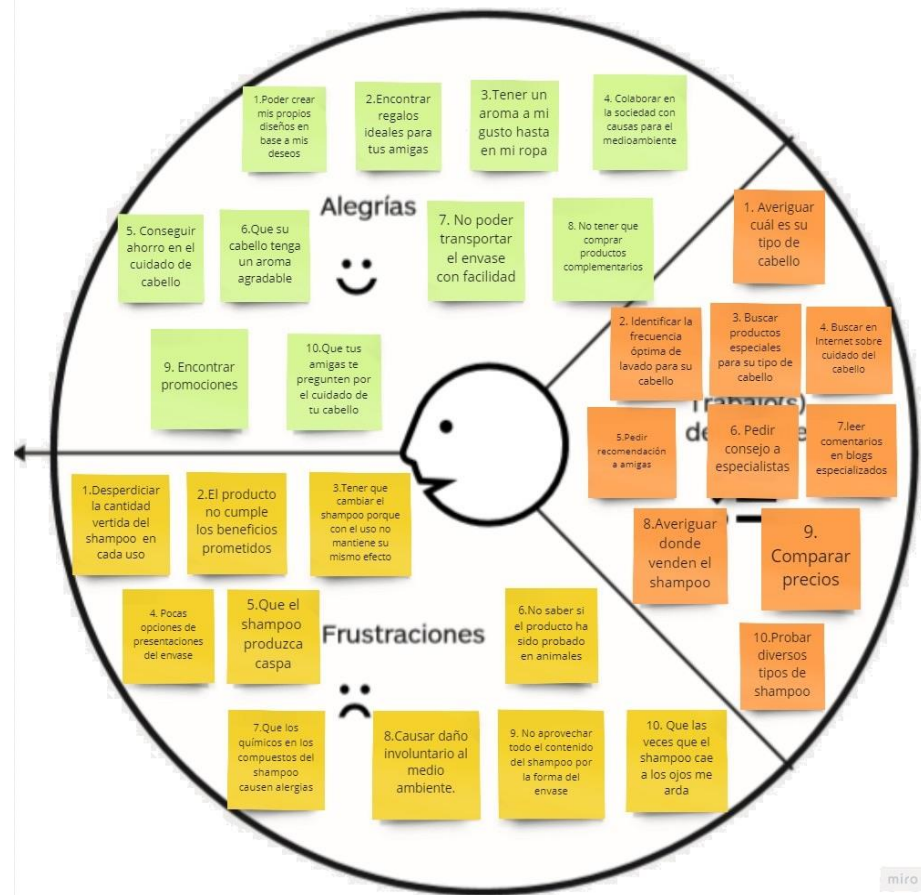 1.Poder crear
mis propios
diseños en
base a mis
deseos
2.Encontrar
regalos
ideales para
tus amigas
3.Tener un
aroma a mi
gusto hasta
en mi ropa
4. Colaborar en
la sociedad con
causas para el
medioambiente
Alegrías
5. Conseguir
ahorro en el
cuidado de
cabello
6.Que su
cabello tenga
un aroma
agradable
7. No poder
transportar
el envase
con facilidad
8. No tener que
comprar
productos
complementarios
9. Encontrar
promociones
10.Que tus
amigas te
pregunten por
el cuidado de
tu cabello
1. Averiguar
cuál es su
tipo de
cabello
2. Identificar la
frecuencia
óptima de
lavado para su
cabello
3. Buscar
productos
especiales
para su tipo de
cabello
4. Buscar en
Internet sobre
cuidado del
cabello
Trabajo(s)
5.Pedir
recomendación
a amigas
6. Pedir
consejo a
especialistas
7.leer
comentarios
en blogs
especializados
8.Averiguar
donde
venden el
shampoo
9.
Comparar
precios
10.Probar
diversos
tipos de
shampoo
1.Desperdiciar
la cantidad
vertida del
shampoo en
cada uso
2.El producto
no cumple
los beneficios
prometidos
3.Tener que
cambiar el
shampoo porque
con el uso no
mantiene su
mismo efecto
4. Pocas
opciones de
presentaciones
del envase
5.Que el
shampoo
produzca
caspa
Frustraciones
6.No saber si
el producto ha
sido probado
en animales
7.Que los
químicos en los
compuestos del
shampoo
causen alergias
8.Causar daño
involuntario al
medio
ambiente.
9. No aprovechar
todo el contenido
del shampoo por
la forma del
envase
10. Que las
veces que el
shampoo cae
a los ojos me
arda
miro